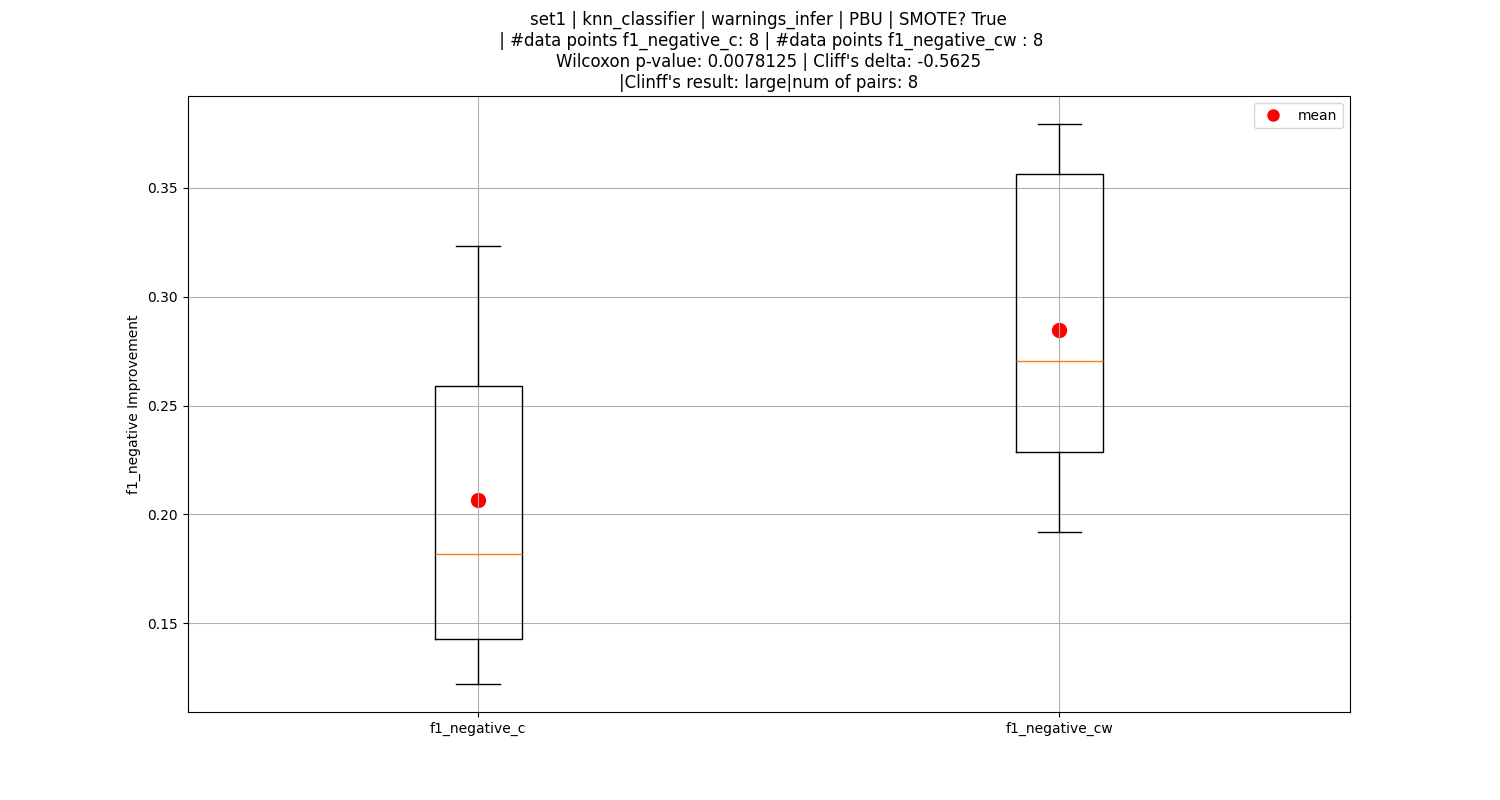 set1 | knn_classifier | warnings_infer | PBU | SMOTE? True
| #data points f1_negative_c: 8 | #data points f1_negative_cw : 8
Wilcoxon p-value: 0.0078125 | Cliff's delta: -0.5625
|Clinff's result: large|num of pairs: 8
mean
f1_negative Improvement
0.35
0.30
0.25
0.20
0.15
f1_negative_c
f1_negative_cw